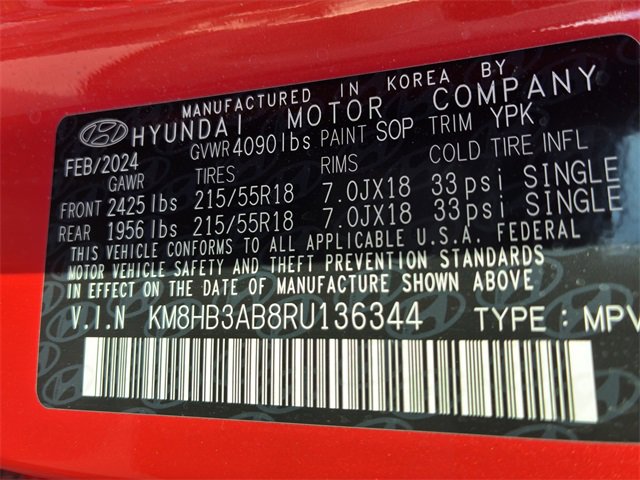 MANUFACTURED IN KOREA BY
HYUNDAI MOTOR COMPANY
FEB/2024 GVWR 4090 lbs PAINT SOP TRIM YPK
GAWR TIRES RIMS COLD TIRE INFL
FRONT 2425 lbs 215/55R18 7.0JX18 33 psi SINGLE
REAR 1956 lbs 215/55R18 7.0JX18 33 psi SINGLE
THIS VEHICLE CONFORMS TO ALL APPLICABLE U.S.A. FEDERAL
MOTOR VEHICLE SAFETY AND THEFT PREVENTION STANDARDS
IN EFFECT ON THE DATE OF MANUFACTURE SHOWN ABOVE
V.I.N KM8HB3AB8RU136344 TYPE : MPV